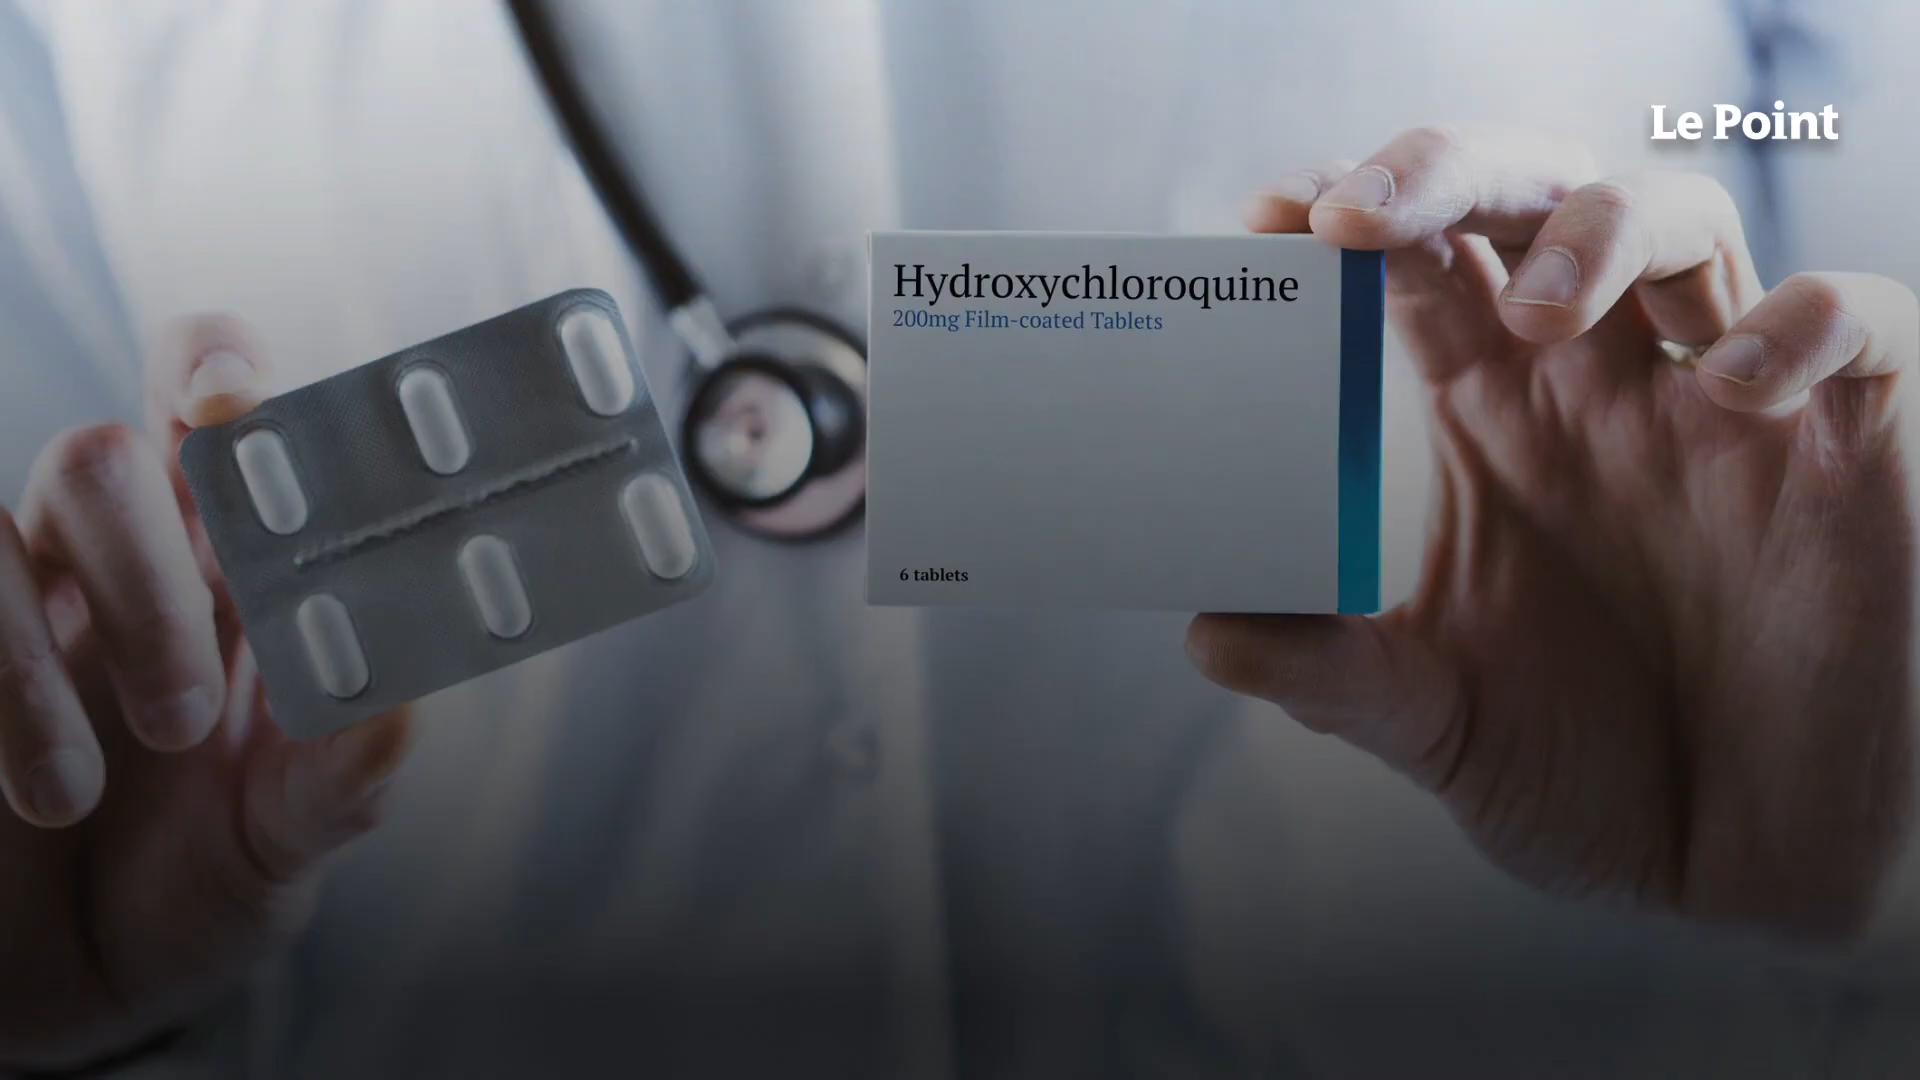 Le Point
Hydroxychloroquine
200mg Film-coated Tablets
6 tablets